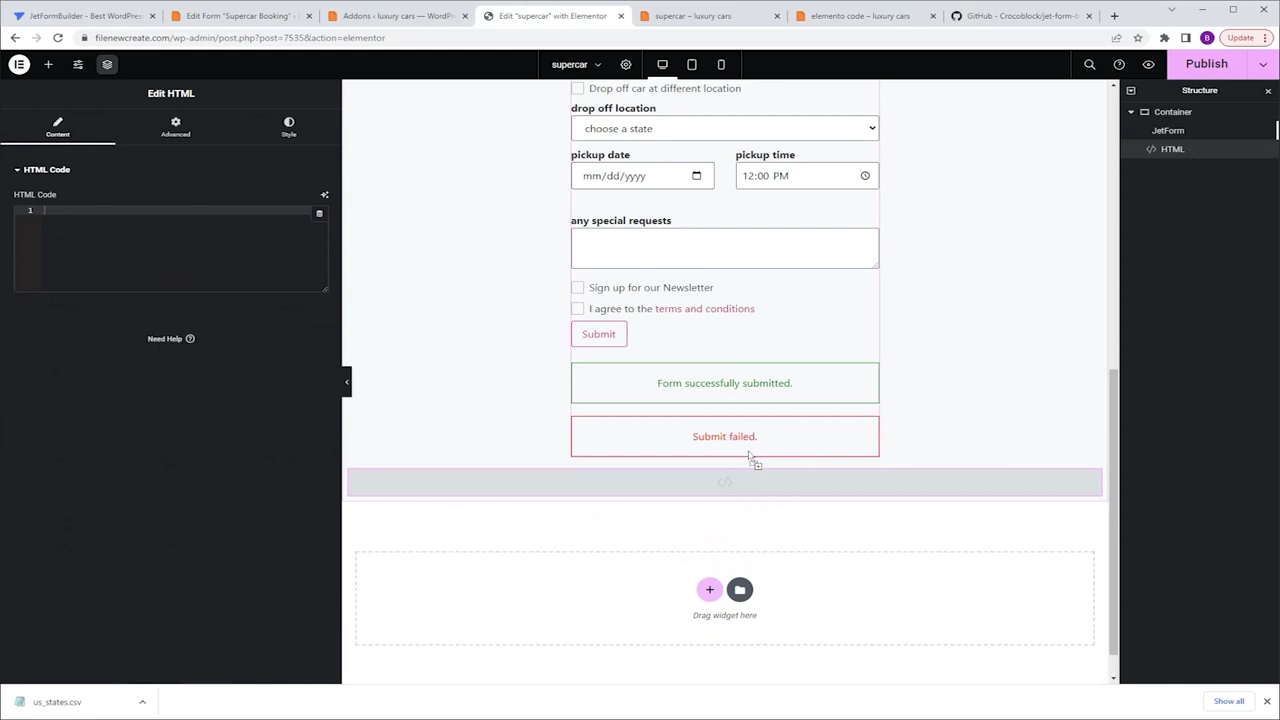 JetFormBuilder - Best WordPress
Edit Form "Supercar Booking"
Addons ‹ luxury cars — WordPr
Edit "supercar" with Elementor
supercar – luxury cars
elemento code – luxury cars
GitHub - Crocoblock/jet-form-b
filenewcreate.com/wp-admin/post.php?post=7535&action=elementor
B
Update
supercar
Publish
Edit HTML
Structure
Content
Advanced
Style
Container
JetForm
</> HTML
HTML Code
HTML Code
1
Need Help
Drop off car at different location
drop off location
choose a state
pickup date
pickup time
mm/dd/yyyy
12:00 PM
any special requests
Sign up for our Newsletter
I agree to the terms and conditions
Submit
Form successfully submitted.
Submit failed.
</>
Drag widget here
us_states.csv
Show all